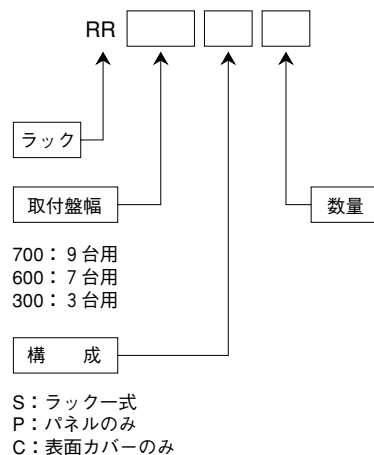 RR
ラック
取付盤幅
数量
700：9台用
600：7台用
300：3台用
構　成
S：ラック一式
P：パネルのみ
C：表面カバーのみ